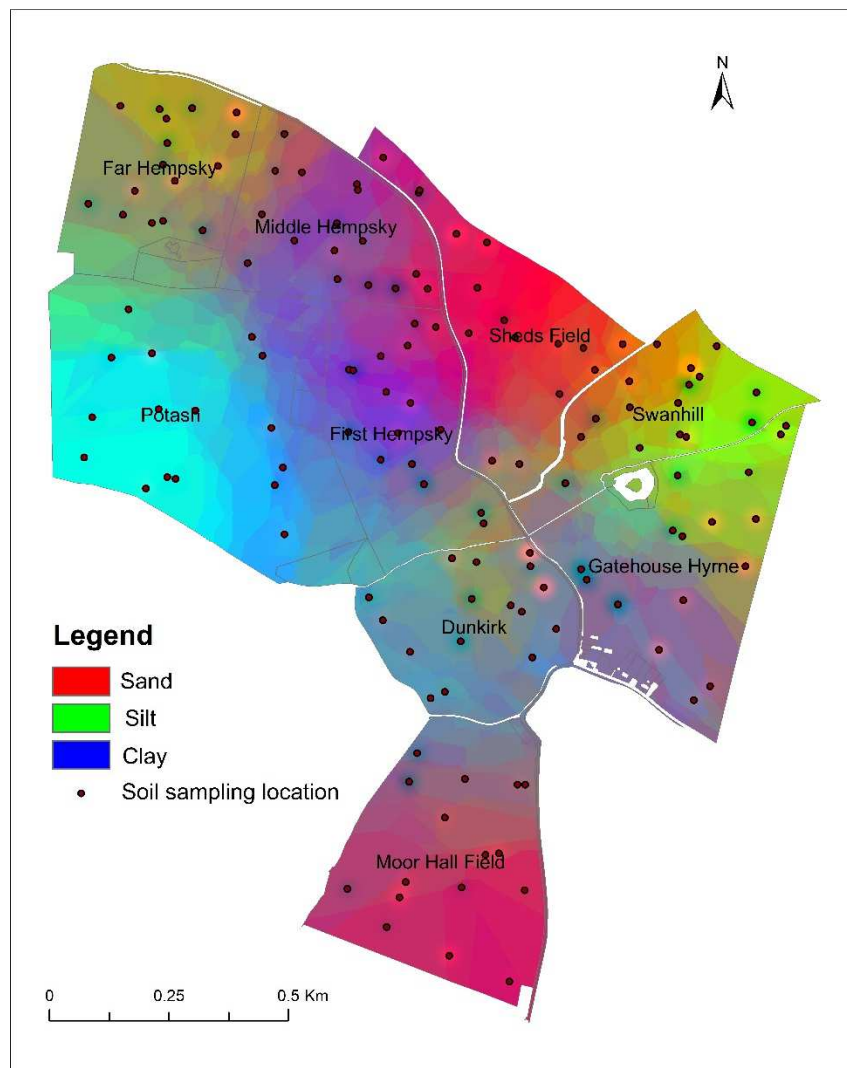 N
Far Hempsky
Middle Hempsky
Sheds Field
Swanhill
Potash
First Hempsky
Gatehouse Hyrne
Dunkirk
Legend
Sand
Silt
Clay
Soil sampling location
Moor Hall Field
0 0.25 0.5 Km